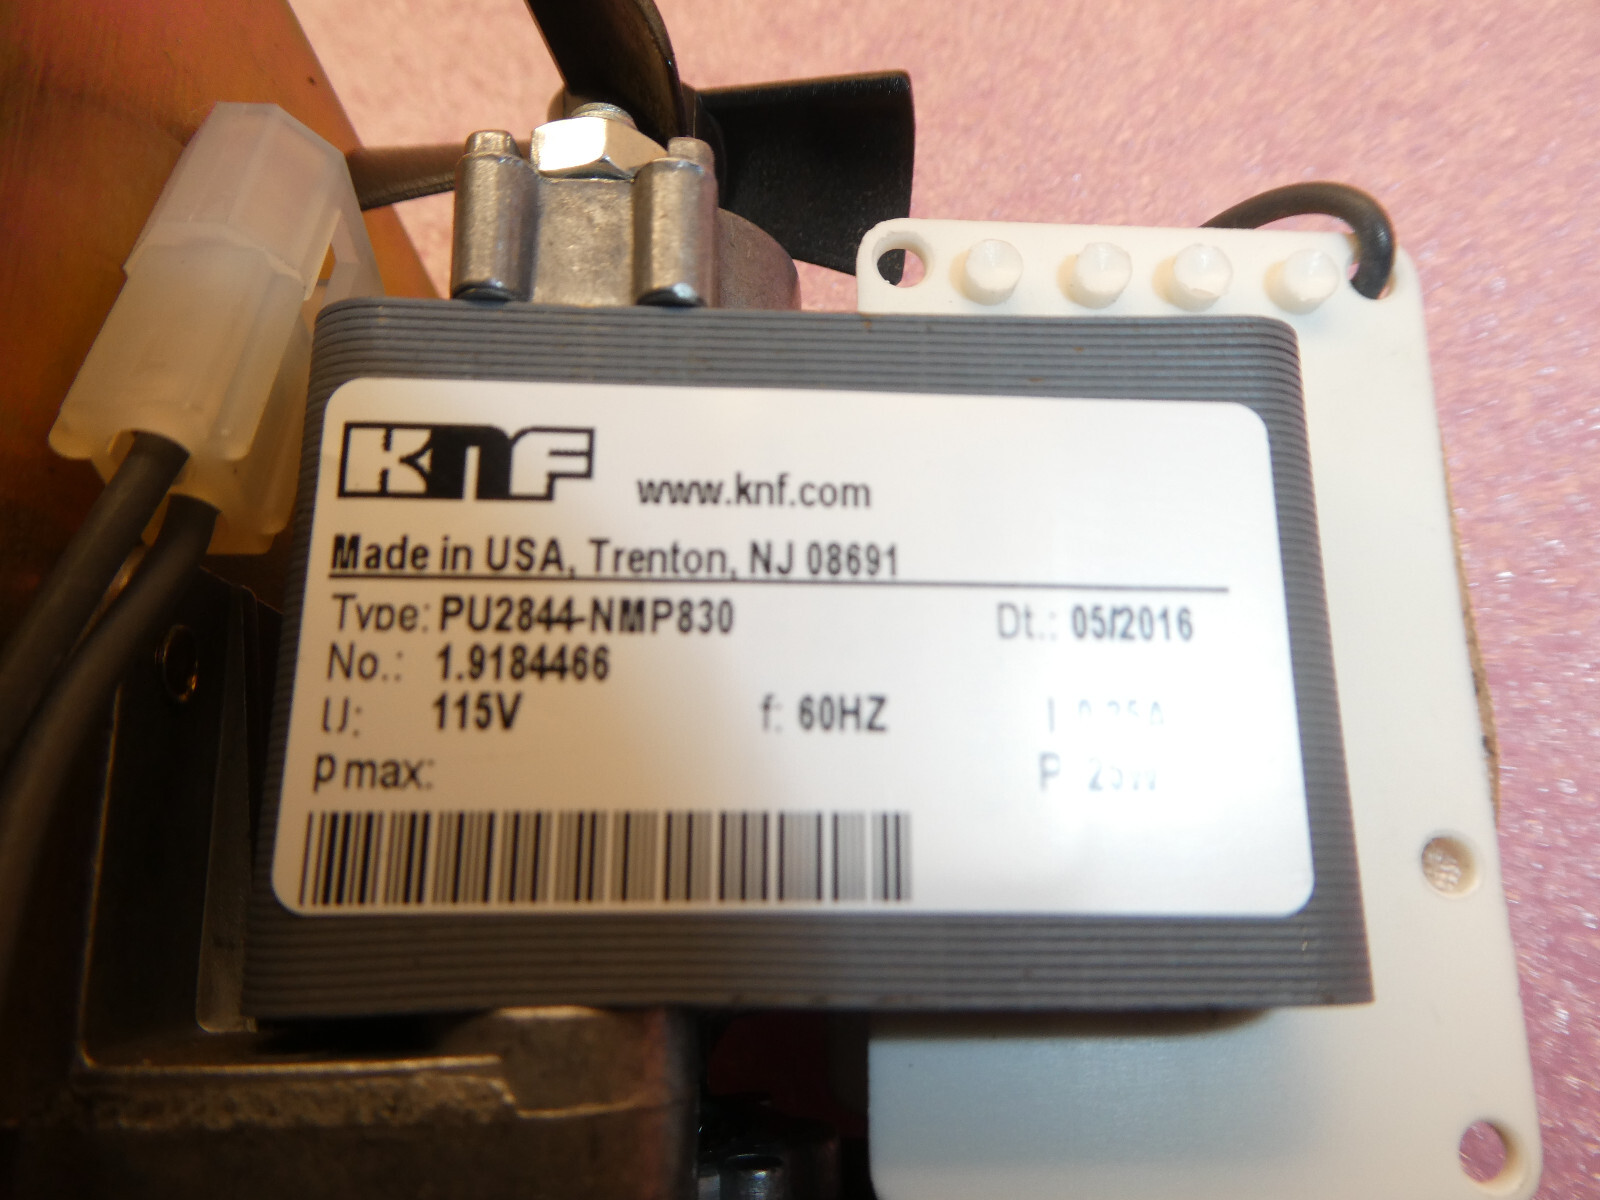 KNF www.knf.com
Made in USA, Trenton, NJ 08691
Type: PU2844-NMP830 Dt.: 05/2016
No.: 1.9184466
U: 115V f: 60HZ I
p max: P